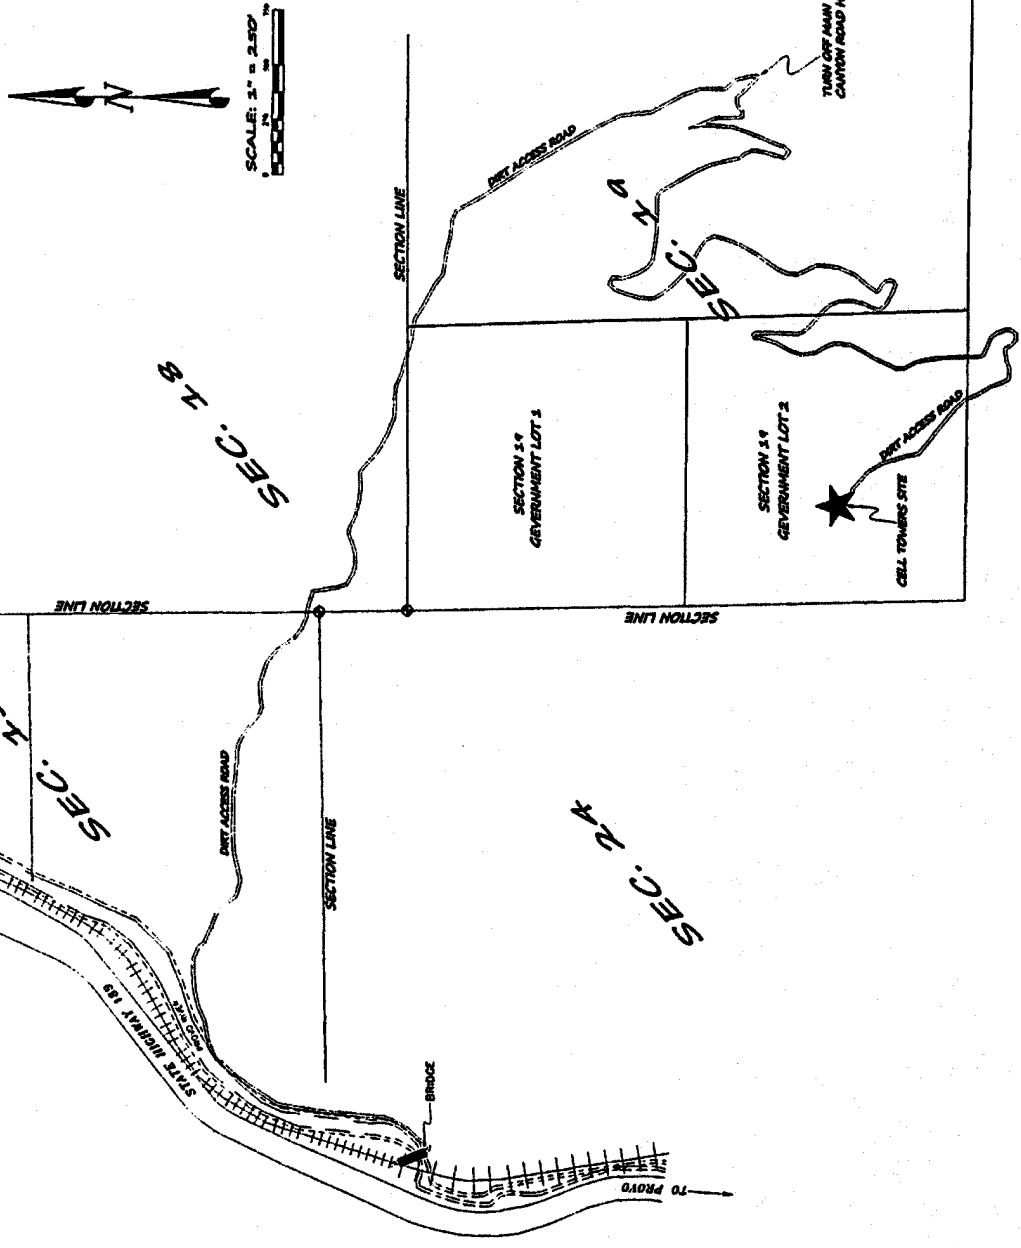 N
SCALE: 1" = 250'
TURN OFF MAIN
CANYON ROAD
DIRT ACCESS ROAD
SECTION LINE
SEC. 19
SEC. 18
SECTION 19
GEVERNMENT LOT 1
SECTION 19
GEVERNMENT LOT 2
DIRT ACCESS ROAD
CELL TOWERS SITE
SECTION LINE
SECTION LINE
SEC.
DIRT ACCESS ROAD
SECTION LINE
SEC. 24
STATE HIGHWAY 189
PROVO RIVER
BRIDGE
TO PROVO